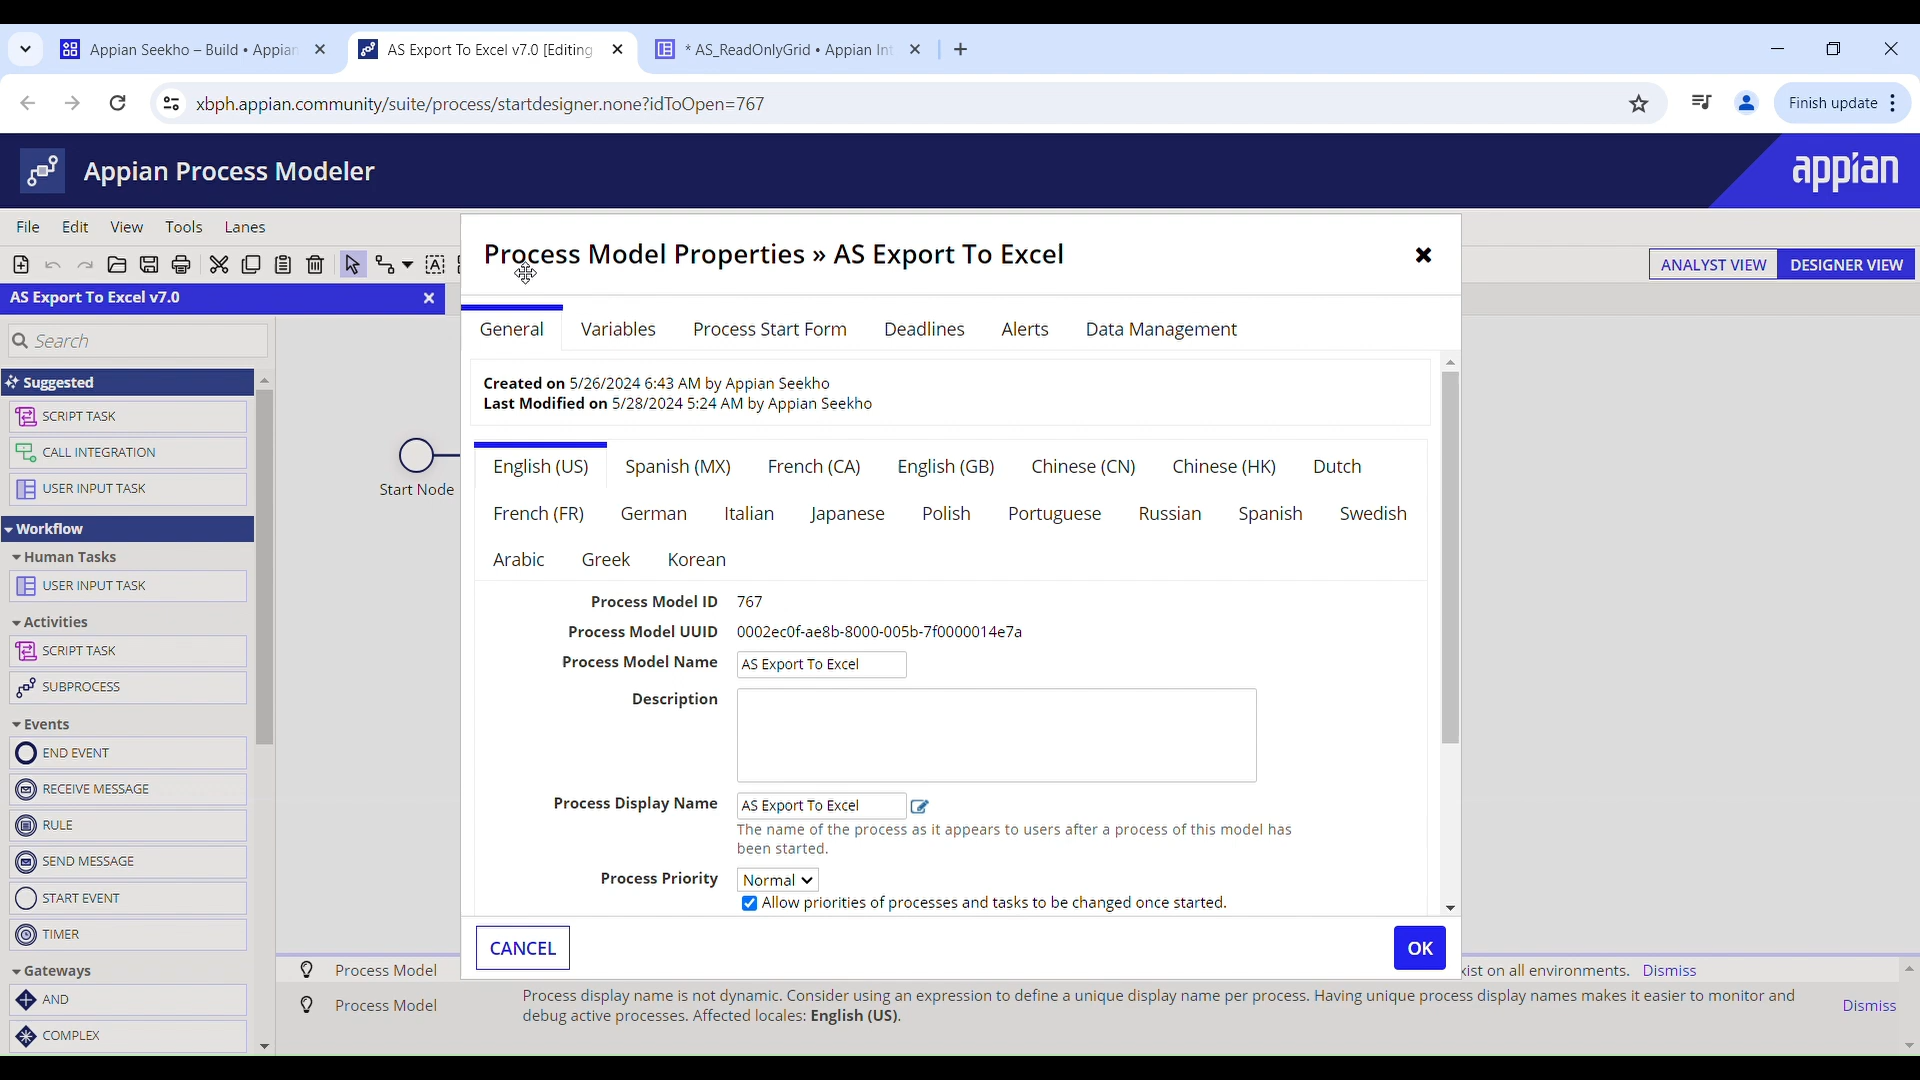 Appian Seekho – Build • Appian
AS Export To Excel v7.0 [Editing
* AS_ReadOnlyGrid • Appian Int
xbph.appian.community/suite/process/startdesigner.none?idToOpen=767
Finish update
Appian Process Modeler
appian
File Edit View Tools Lanes
ANALYST VIEW DESIGNER VIEW
AS Export To Excel v7.0
Search
Suggested
SCRIPT TASK
CALL INTEGRATION
USER INPUT TASK
Workflow
Human Tasks
USER INPUT TASK
Activities
SCRIPT TASK
SUBPROCESS
Events
END EVENT
RECEIVE MESSAGE
RULE
SEND MESSAGE
START EVENT
TIMER
Gateways
AND
COMPLEX
Start Node
Process Model Properties » AS Export To Excel
General Variables Process Start Form Deadlines Alerts Data Management
Created on 5/26/2024 6:43 AM by Appian Seekho
Last Modified on 5/28/2024 5:24 AM by Appian Seekho
English (US) Spanish (MX) French (CA) English (GB) Chinese (CN) Chinese (HK) Dutch
French (FR) German Italian Japanese Polish Portuguese Russian Spanish Swedish
Arabic Greek Korean
Process Model ID 767
Process Model UUID 0002ec0f-ae8b-8000-005b-7f0000014e7a
Process Model Name AS Export To Excel
Description
Process Display Name AS Export To Excel
The name of the process as it appears to users after a process of this model has
been started.
Process Priority Normal
Allow priorities of processes and tasks to be changed once started.
CANCEL OK
Process Model xist on all environments. Dismiss
Process Model Process display name is not dynamic. Consider using an expression to define a unique display name per process. Having unique process display names makes it easier to monitor and Dismiss
debug active processes. Affected locales: English (US).